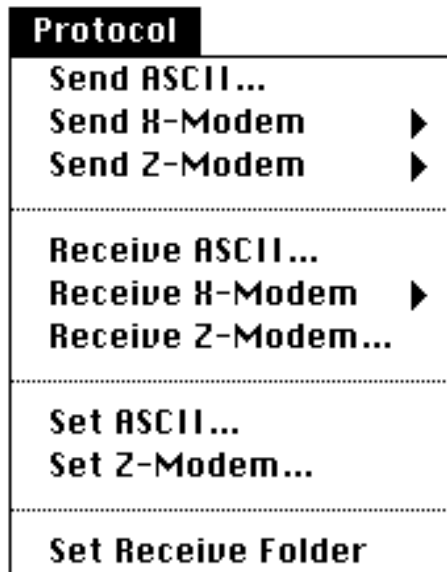 Protocol
Send ASCII...
Send X-Modem
Send Z-Modem
Receive ASCII...
Receive X-Modem
Receive Z-Modem...
Set ASCII...
Set Z-Modem...
Set Receive Folder